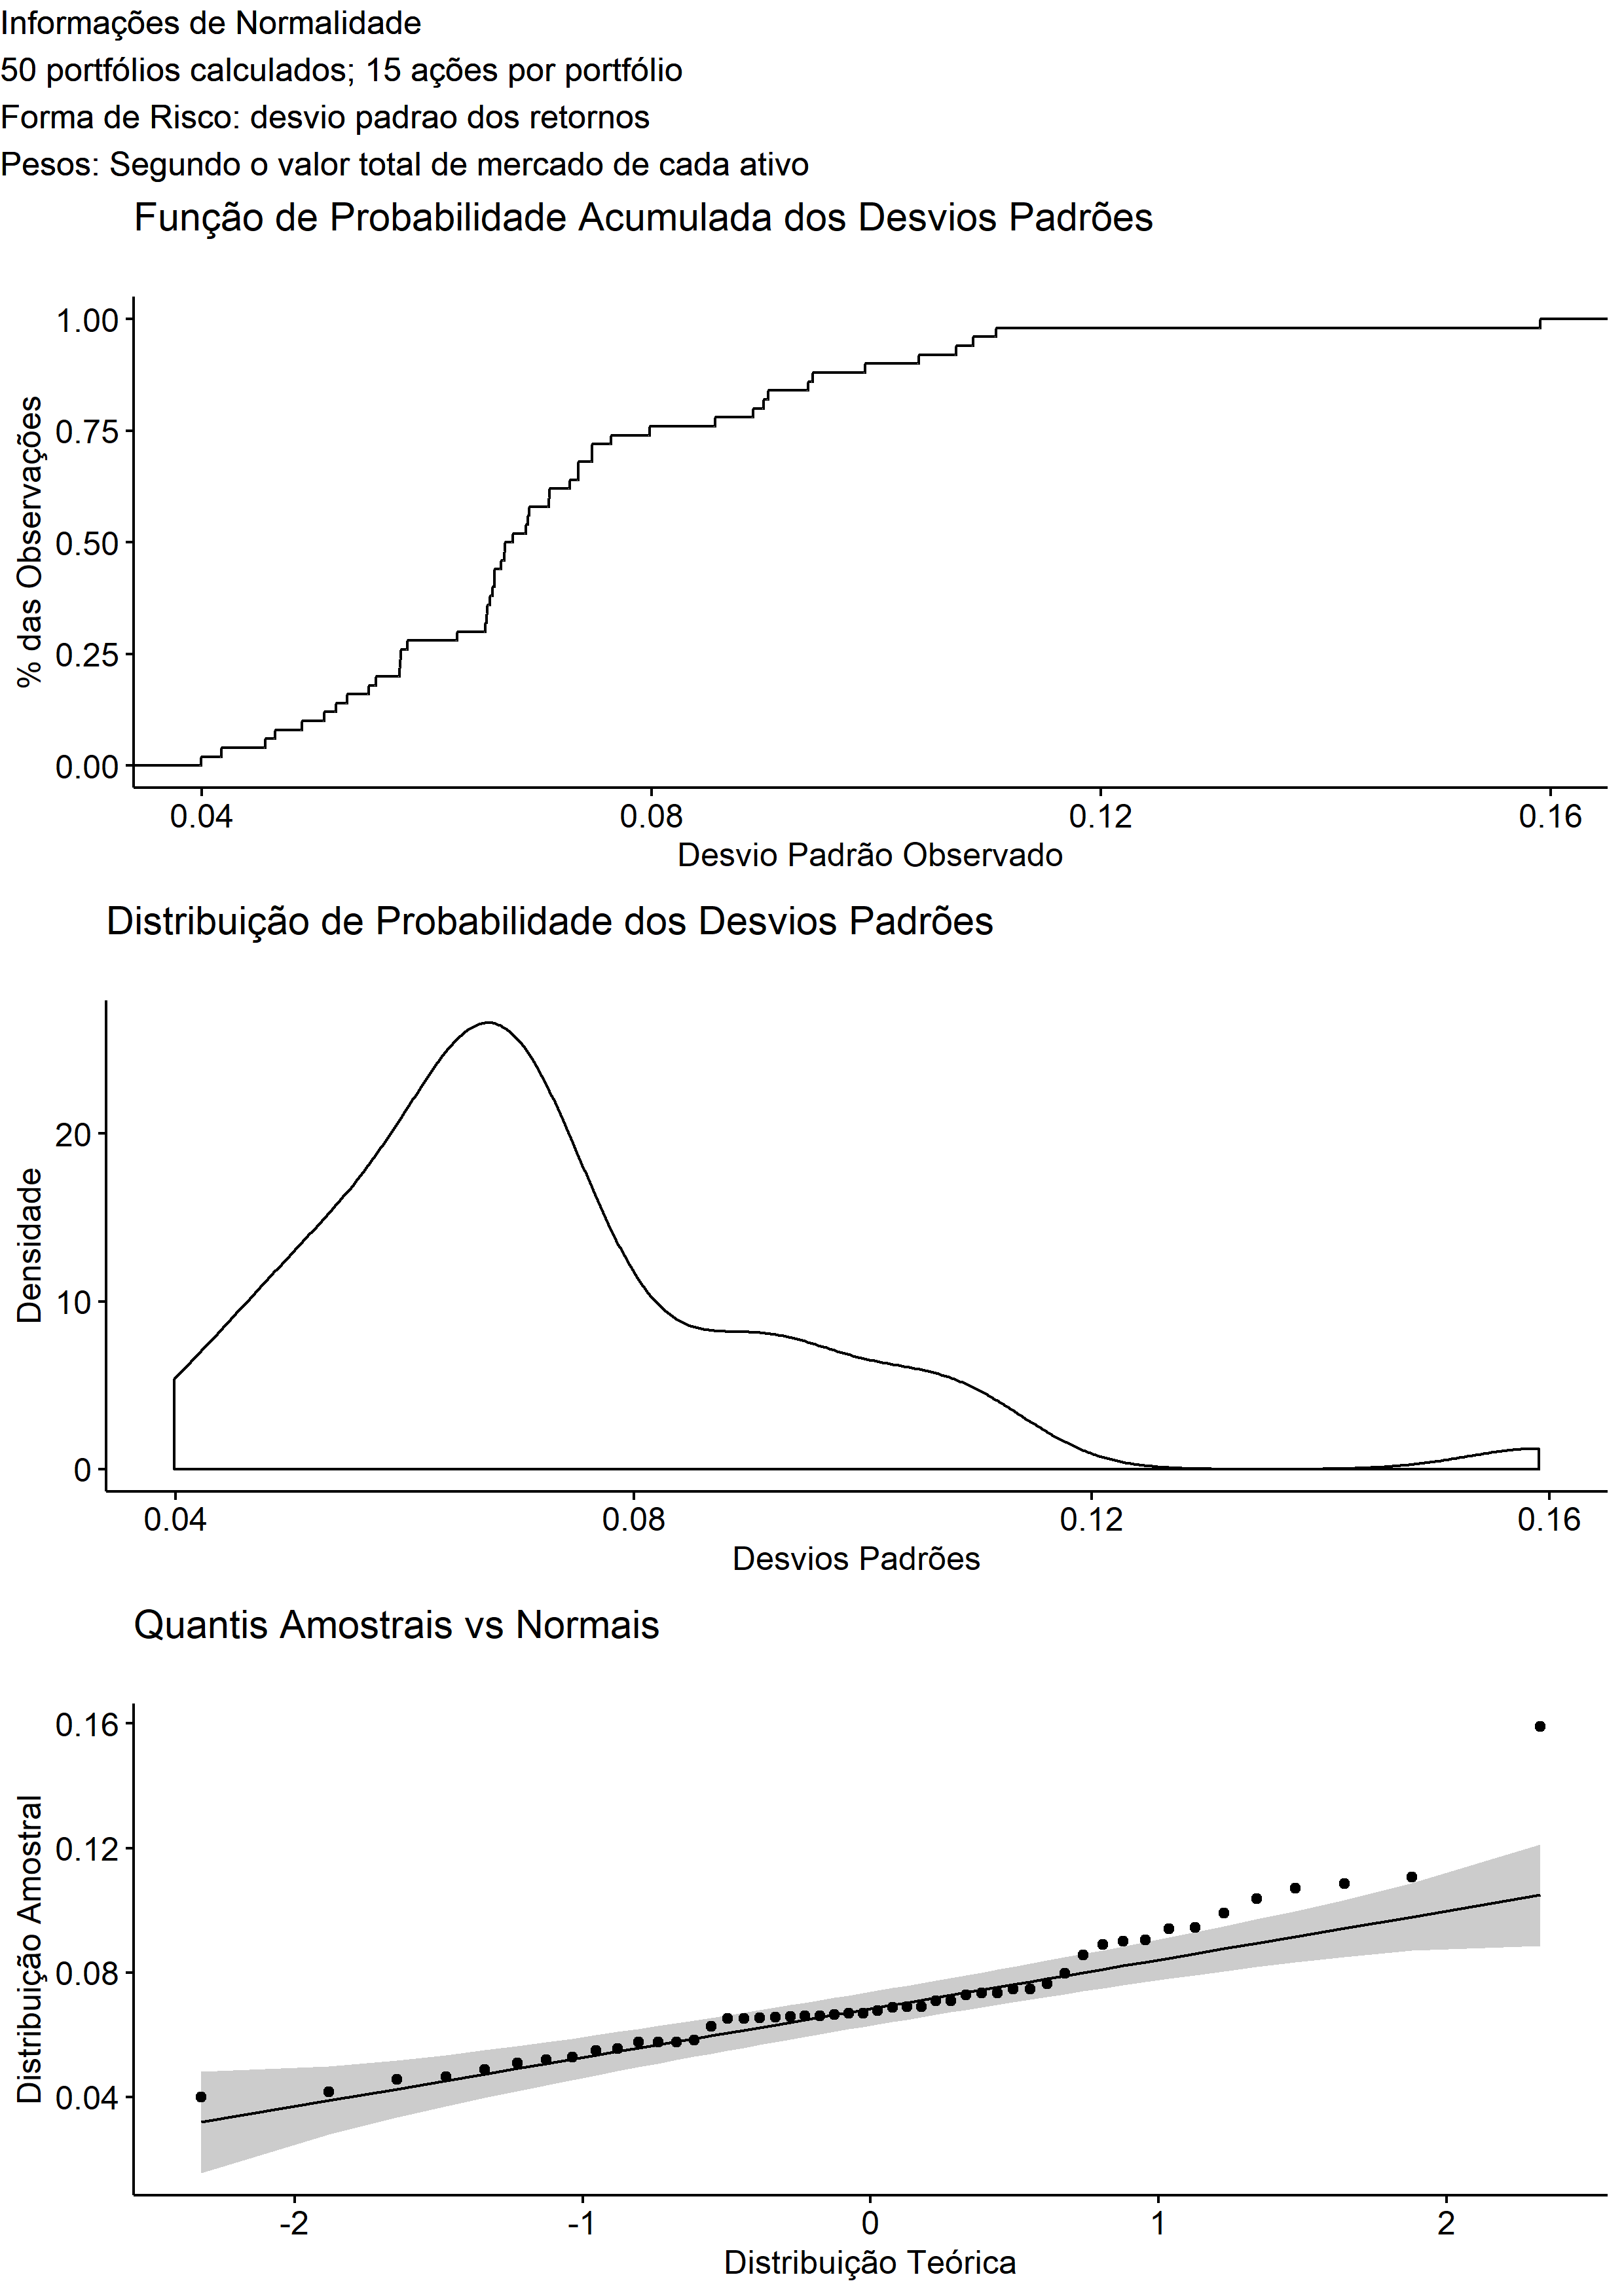 Informações de Normalidade
50 portfólios calculados; 15 ações por portfólio
Forma de Risco: desvio padrao dos retornos
Pesos: Segundo o valor total de mercado de cada ativo
Função de Probabilidade Acumulada dos Desvios Padrões
% das Observações
1.00
0.75
0.50
0.25
0.00
0.04 0.08 0.12 0.16
Desvio Padrão Observado
Distribuição de Probabilidade dos Desvios Padrões
Densidade
20
10
0
0.04 0.08 0.12 0.16
Desvios Padrões
Quantis Amostrais vs Normais
Distribuição Amostral
0.16
0.12
0.08
0.04
-2 -1 0 1 2
Distribuição Teórica